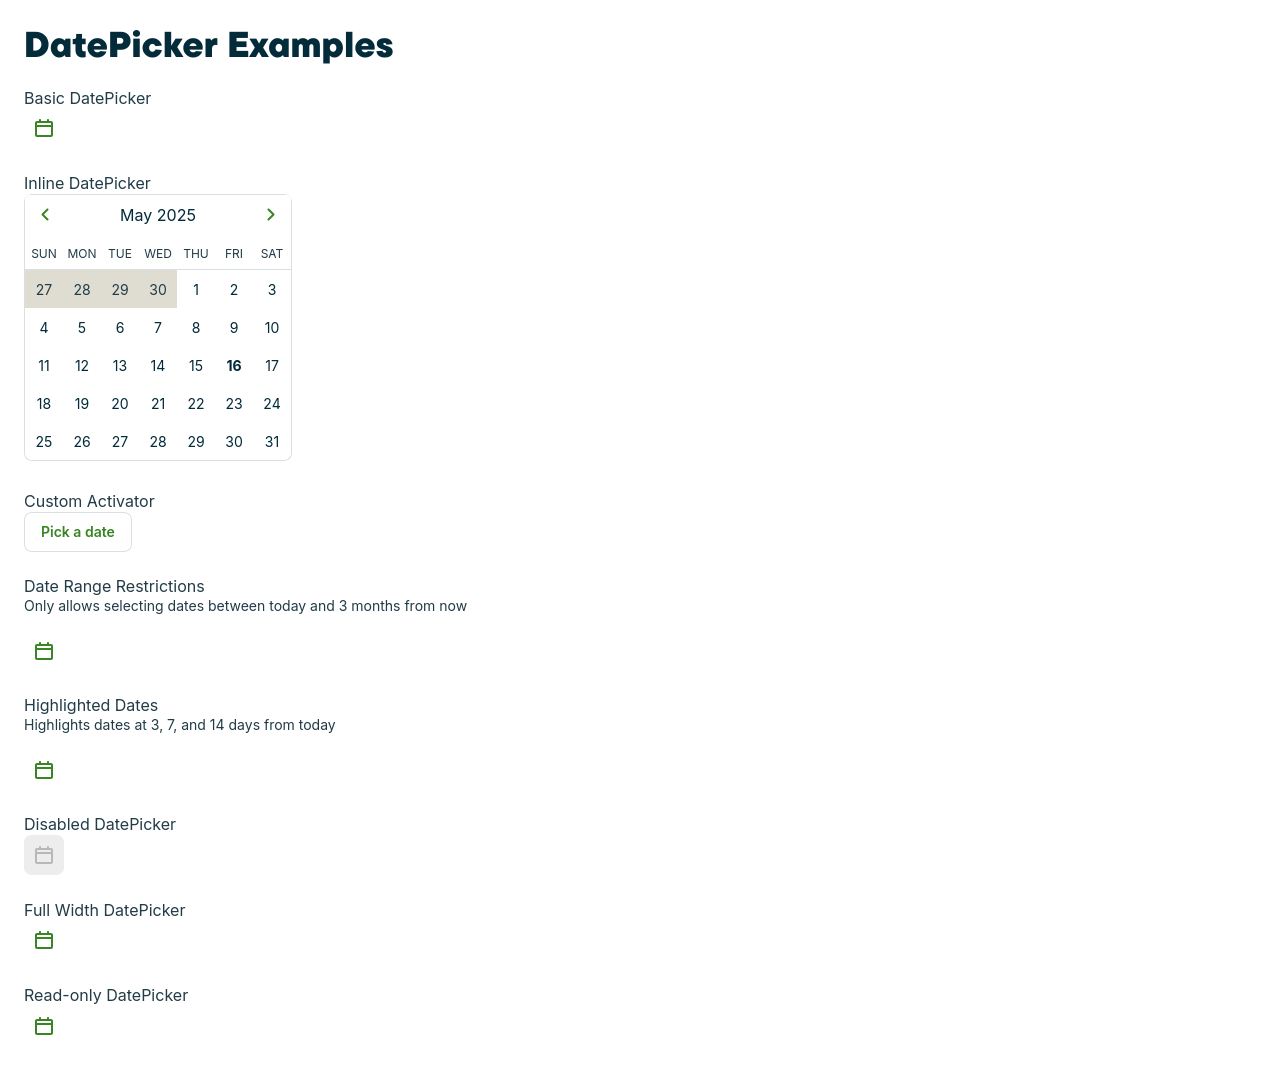 DatePicker Examples
Basic DatePicker
Inline DatePicker
May 2025
SUN MON TUE WED THU FRI SAT
27 28 29 30 1 2 3
4 5 6 7 8 9 10
11 12 13 14 15 16 17
18 19 20 21 22 23 24
25 26 27 28 29 30 31
Custom Activator
Pick a date
Date Range Restrictions
Only allows selecting dates between today and 3 months from now
Highlighted Dates
Highlights dates at 3, 7, and 14 days from today
Disabled DatePicker
Full Width DatePicker
Read-only DatePicker